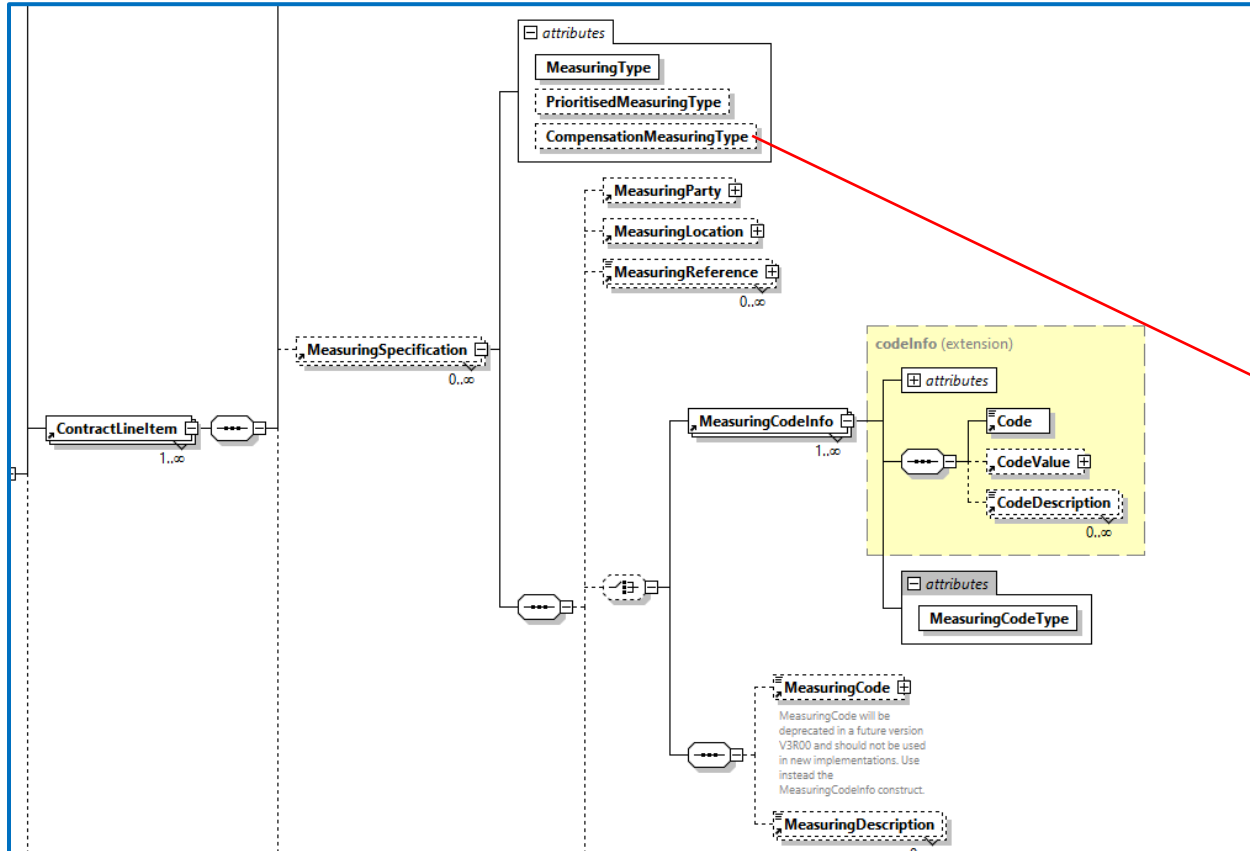 attributes
MeasuringType
PrioritisedMeasuringType
CompensationMeasuringType
MeasuringParty
MeasuringLocation
MeasuringReference
0..∞
MeasuringSpecification
0..∞
codeInfo (extension)
attributes
ContractLineItem
1..∞
MeasuringCodeInfo
1..∞
Code
CodeValue
CodeDescription
0..∞
attributes
MeasuringCodeType
MeasuringCode
MeasuringCode will be
deprecated in a future version
V3R00 and should not be used
in new implementations. Use
instead the
MeasuringCodeInfo construct.
MeasuringDescription